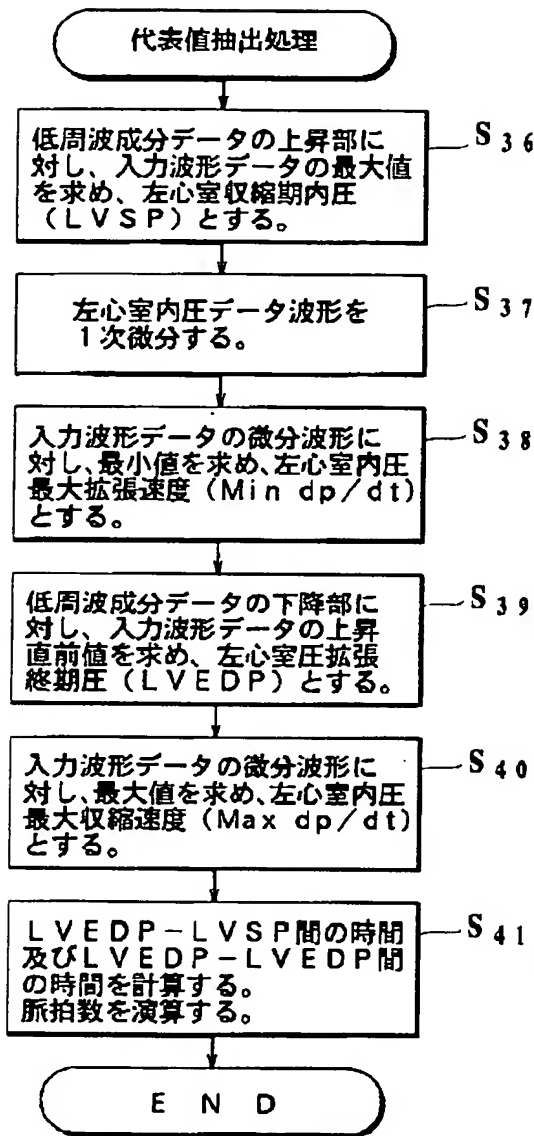 代表値抽出処理
低周波成分データの上昇部に
対し、入力波形データの最大値
を求め、左心室収縮期内圧
(LVSP)とする。
S36
左心室内圧データ波形を
1次微分する。
S37
入力波形データの微分波形に
対し、最小値を求め、左心室内圧
最大拡張速度(Min dp/dt)
とする。
S38
低周波成分データの下降部に
対し、入力波形データの上昇
直前値を求め、左心室圧拡張
終期圧(LVEDP)とする。
S39
入力波形データの微分波形に
対し、最大値を求め、左心室内圧
最大収縮速度(Max dp/dt)
とする。
S40
LVEDP-LVSP間の時間
及びLVEDP-LVEDP間
の時間を計算する。
脈拍数を演算する。
S41
END